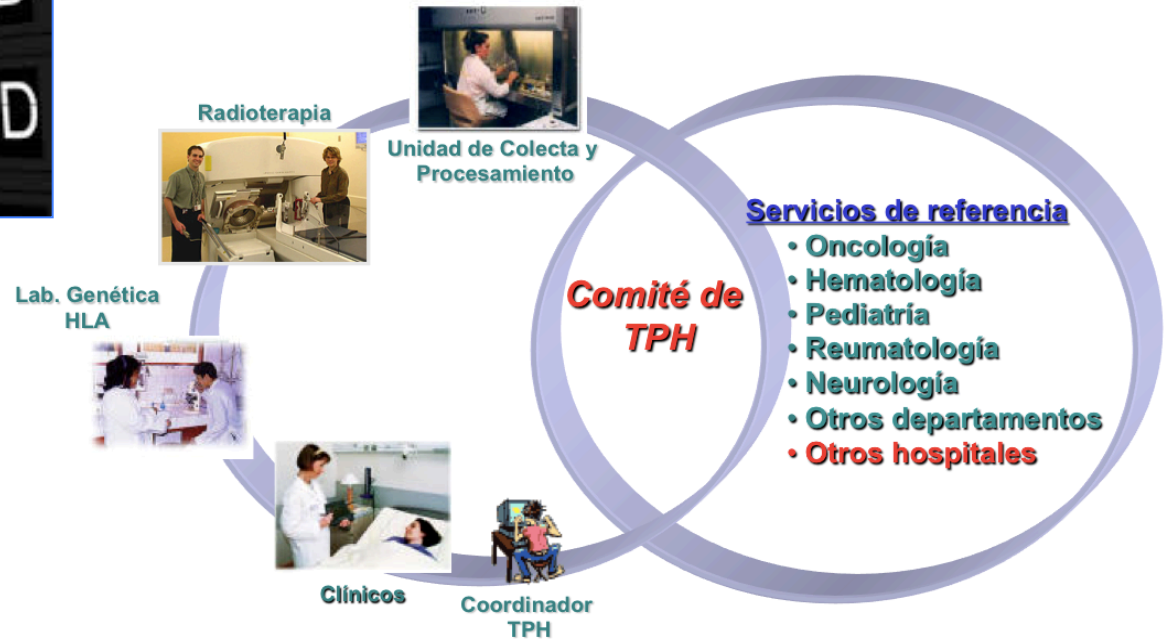 D
Radioterapia
Unidad de Colecta y
Procesamiento
Lab. Genética
HLA
Clínicos
Coordinador
TPH
Comité de
TPH
Servicios de referencia
• Oncología
• Hematología
• Pediatría
• Reumatología
• Neurología
• Otros departamentos
• Otros hospitales